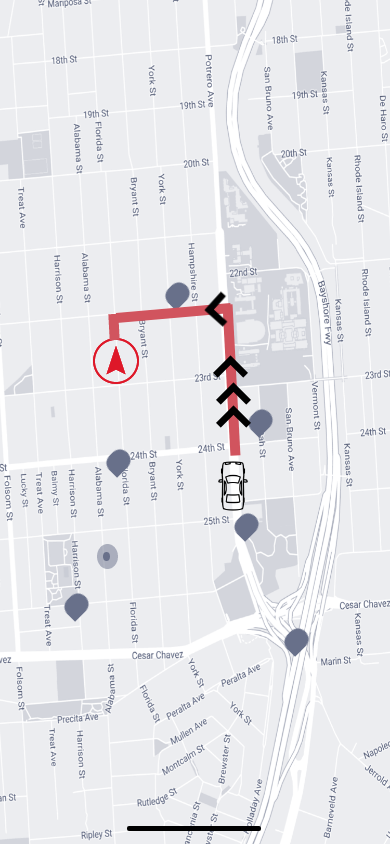 Mariposa St
Rhode Island St
Potrero Ave
18th St
18th St
York St
San Bruno Ave
Kansas St
19th St
De Haro St
19th St
19th St
Florida St
Alabama St
20th St
20th St
Treat Ave
Bryant St
York St
Kansas St
Rhode Island St
Harrison St
Alabama St
Hampshire St
22nd St
Bayshore Fwy
Kansas St
Rhode Island St
Bryant St
23rd St
23rd St
Vermont St
San Bruno Ave
24th St
24th St
24th St
Folsom St
Lucky St
Treat Ave
Balmy St
Harrison St
Alabama St
Bryant St
York St
Kansas St
25th St
Harrison St
Treat Ave
Florida St
Cesar Chavez
Kansas St
Cesar Chavez
Marin St
Folsom St
Alabama St
Florida St
York St
Peralta Ave
Peralta Ave
York St
Precita Ave
Treat Ave
Harrison St
Mullen Ave
Montcalm St
Brewster St
Rutledge St
Holladay Ave
Barneveld Ave
Ripley St